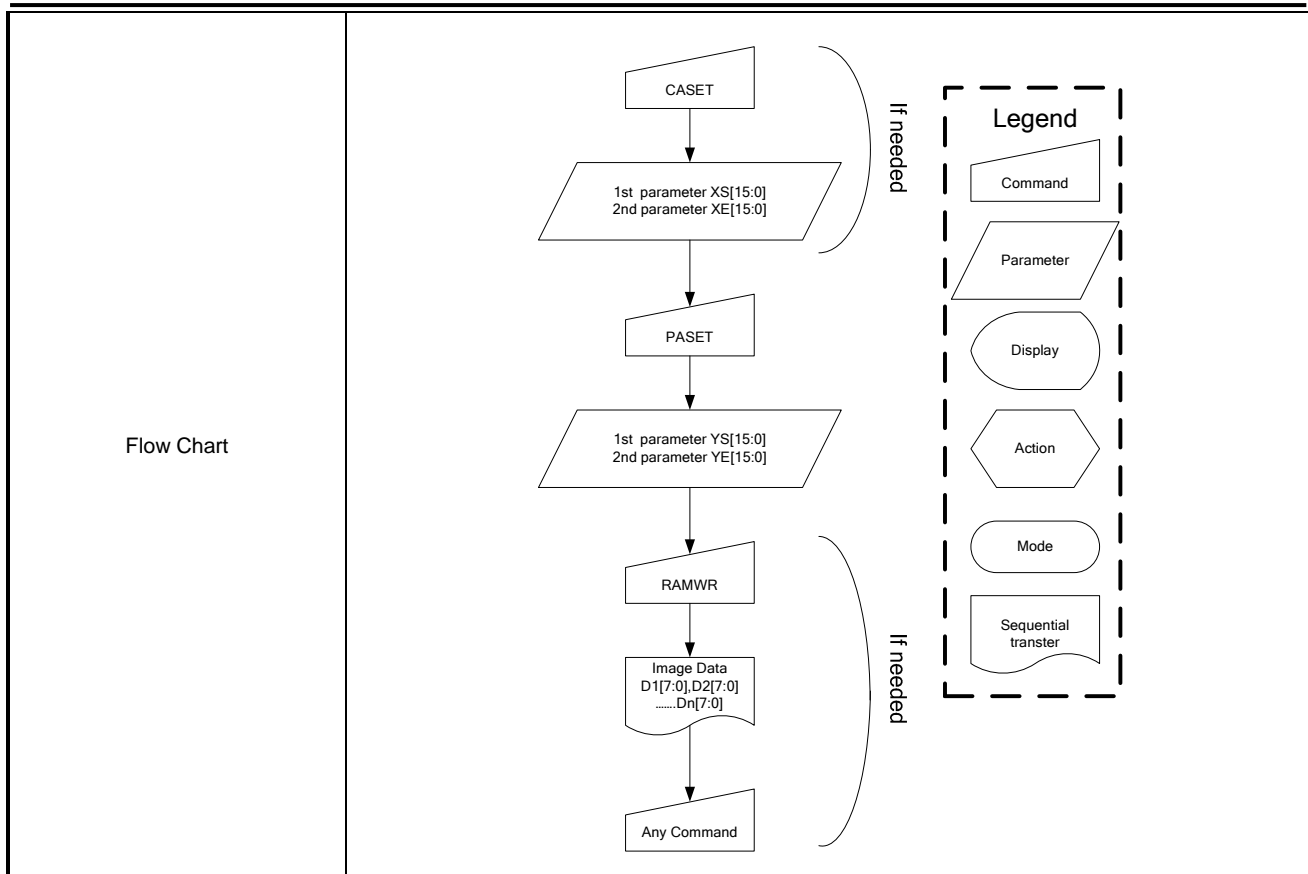 Flow Chart
CASET
1st parameter XS[15:0]
2nd parameter XE[15:0]
If needed
PASET
1st parameter YS[15:0]
2nd parameter YE[15:0]
RAMWR
Image Data
D1[7:0],D2[7:0]
.......Dn[7:0]
Any Command
If needed
Legend
Command
Parameter
Display
Action
Mode
Sequential
transter